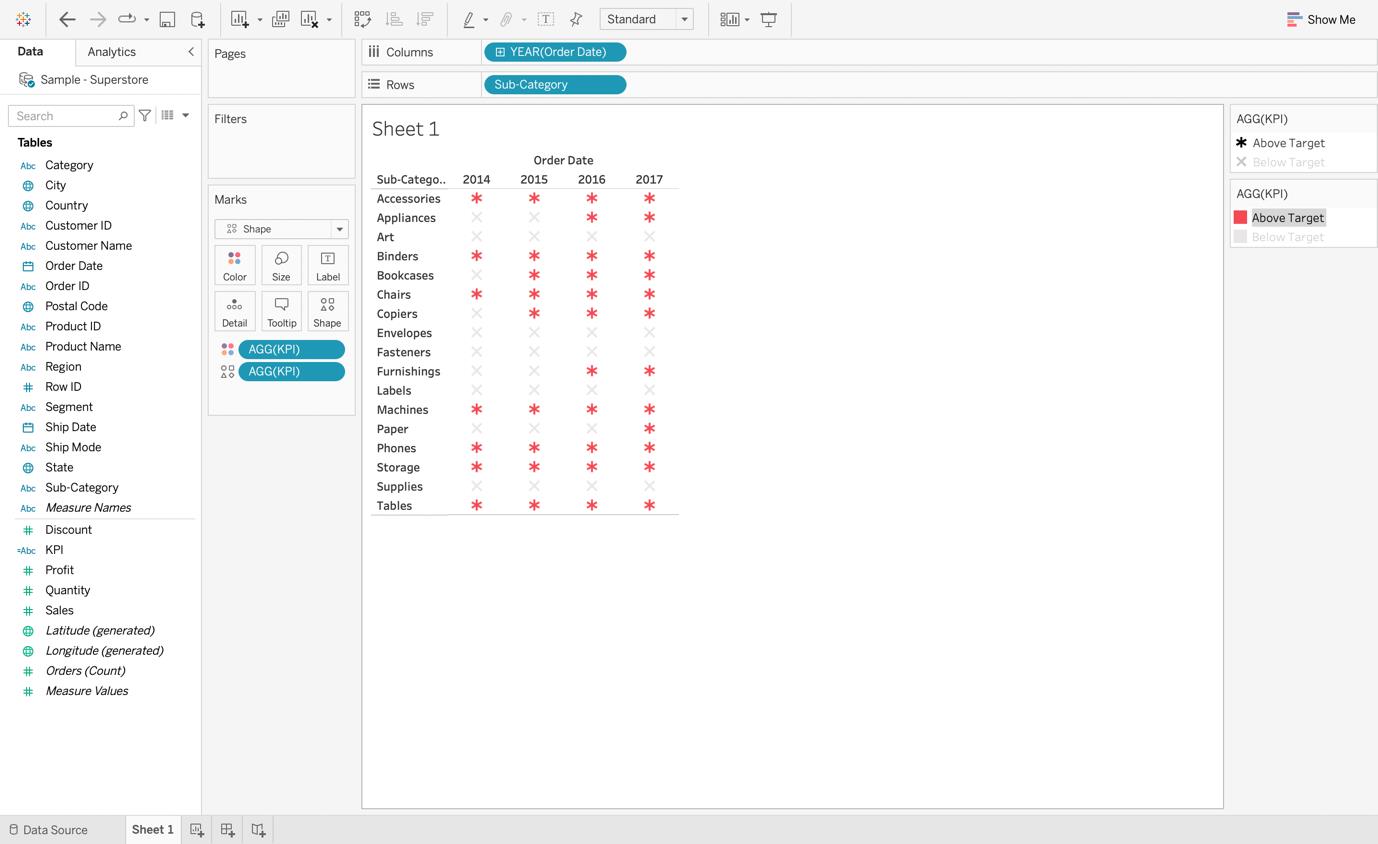 Standard
Show Me
Data
Analytics
Sample - Superstore
Search
Tables
Abc Category
City
Country
Abc Customer ID
Abc Customer Name
Order Date
Abc Order ID
Postal Code
Abc Product ID
Abc Product Name
Abc Region
# Row ID
Abc Segment
Ship Date
Abc Ship Mode
State
Abc Sub-Category
Abc Measure Names
# Discount
=Abc KPI
# Profit
# Quantity
# Sales
Latitude (generated)
Longitude (generated)
# Orders (Count)
# Measure Values
Pages
Filters
Marks
Shape
Color Size Label
Detail Tooltip Shape
AGG(KPI)
AGG(KPI)
Columns YEAR(Order Date)
Rows Sub-Category
Sheet 1
Order Date
Sub-Catego.. 2014 2015 2016 2017
Accessories
Appliances
Art
Binders
Bookcases
Chairs
Copiers
Envelopes
Fasteners
Furnishings
Labels
Machines
Paper
Phones
Storage
Supplies
Tables
AGG(KPI)
Above Target
Below Target
AGG(KPI)
Above Target
Below Target
Data Source
Sheet 1